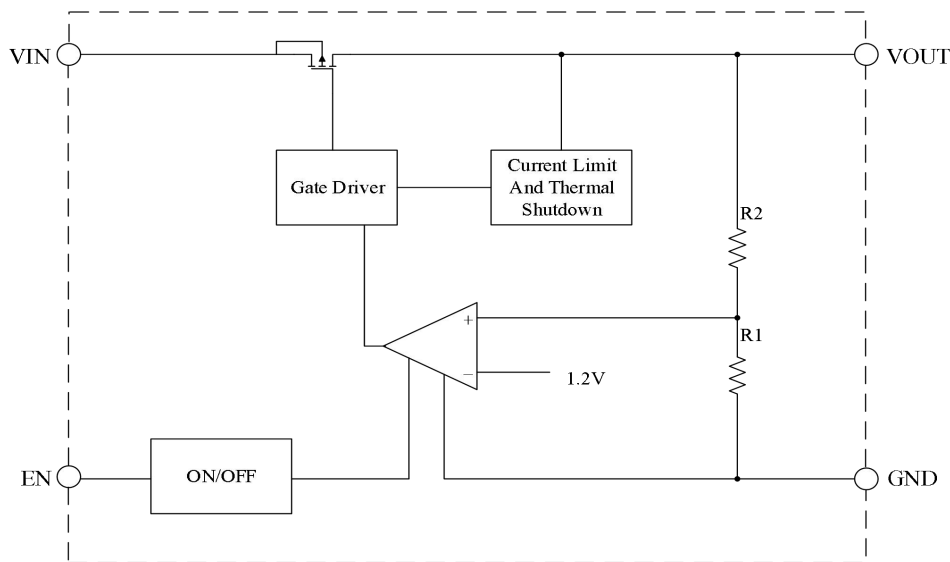 VIN
VOUT
Gate Driver
Current Limit
And Thermal
Shutdown
R2
+
R1
−
1.2V
EN
ON/OFF
GND